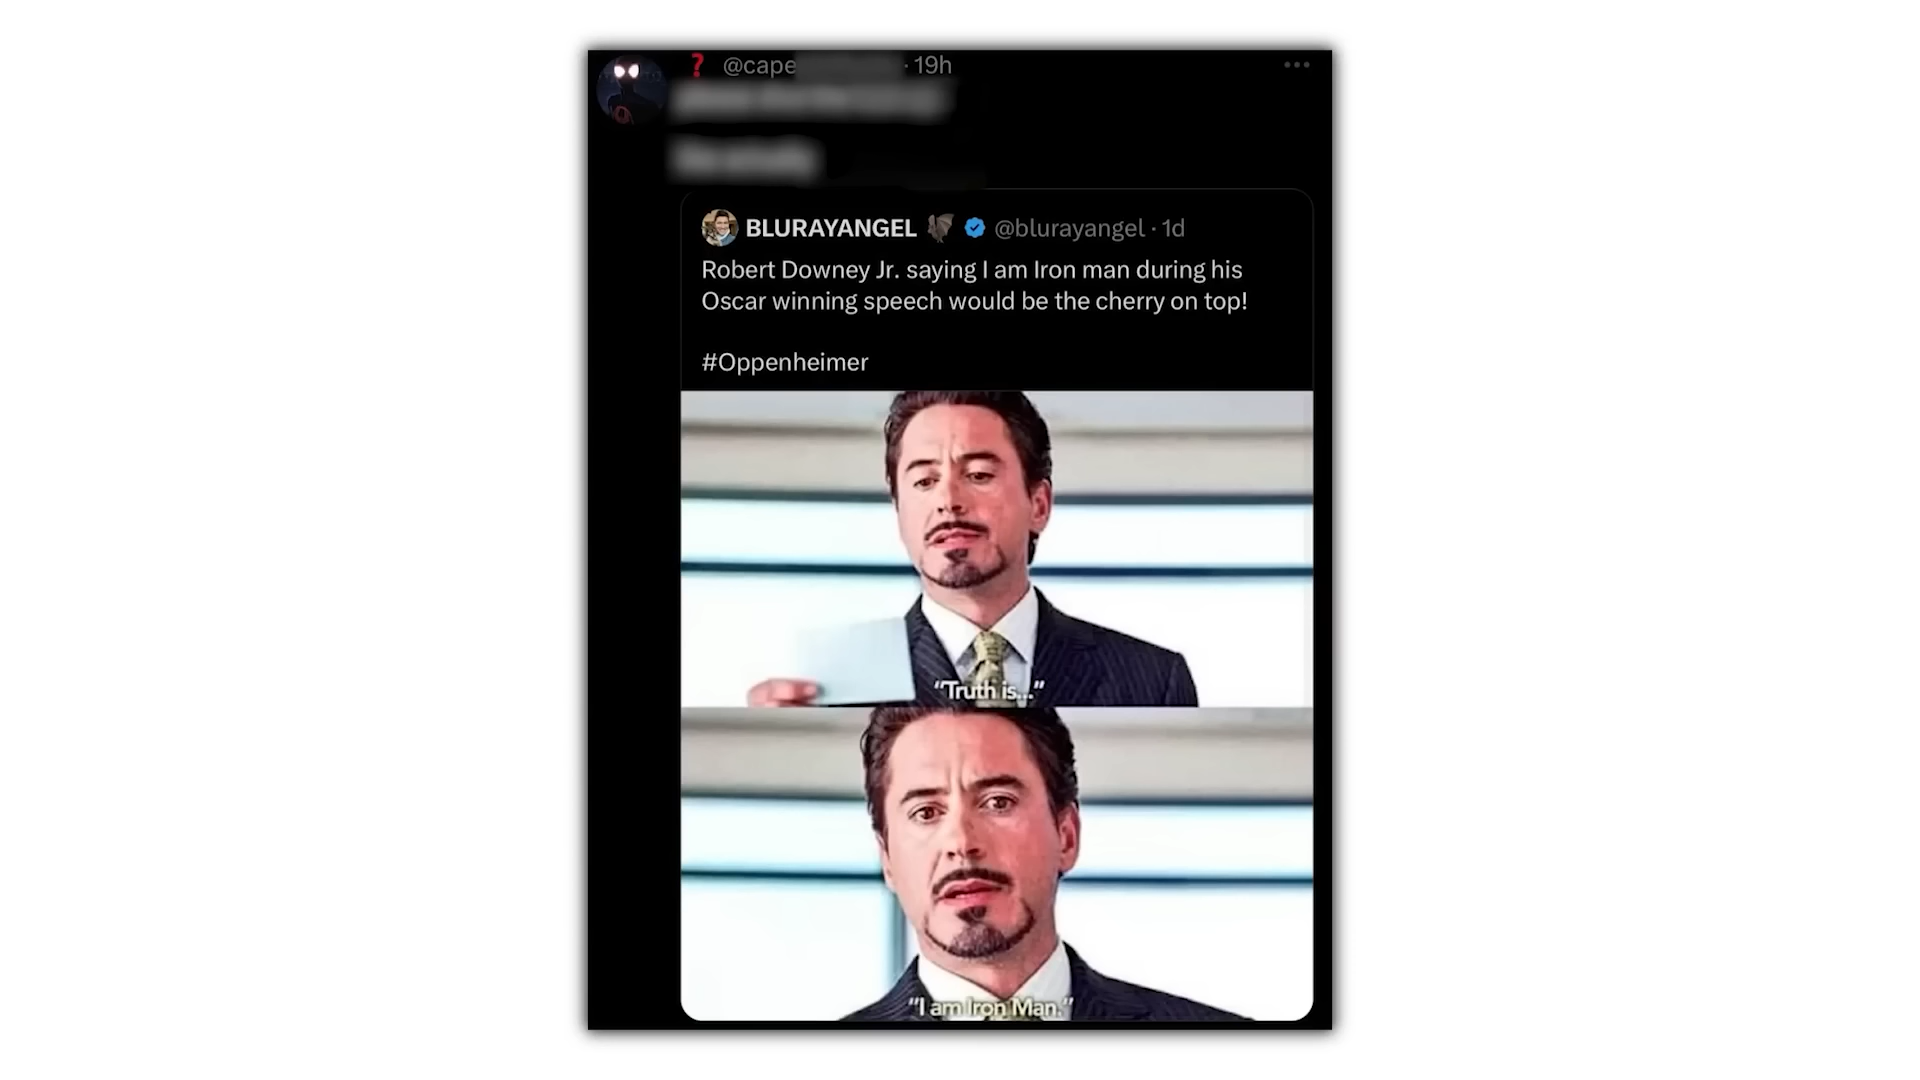 @cape · 19h
BLURAYANGEL @blurayangel · 1d
Robert Downey Jr. saying I am Iron man during his
Oscar winning speech would be the cherry on top!
#Oppenheimer
“Truth is...”
“I am Iron Man.”